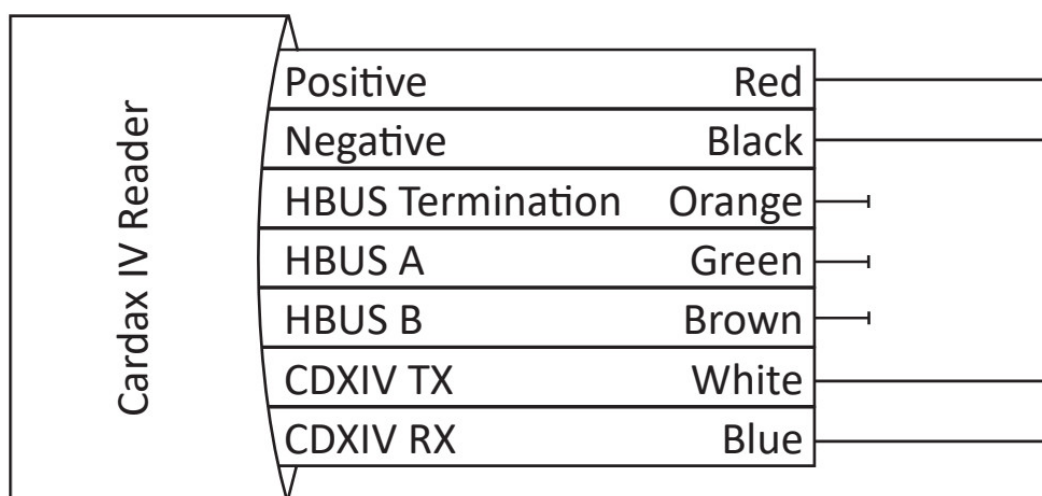 Cardax IV Reader
Positive Red
Negative Black
HBUS Termination Orange
HBUS A Green
HBUS B Brown
CDXIV TX White
CDXIV RX Blue